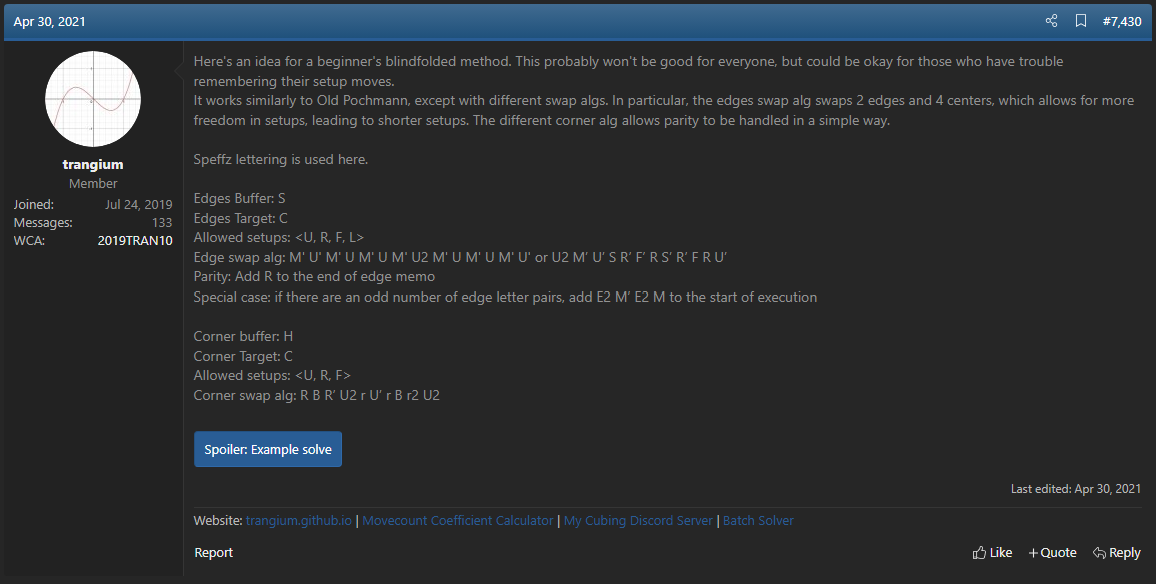 Apr 30, 2021
#7,430
trangium
Member
Joined: Jul 24, 2019
Messages: 133
WCA: 2019TRAN10
Here's an idea for a beginner's blindfolded method. This probably won't be good for everyone, but could be okay for those who have trouble
remembering their setup moves.
It works similarly to Old Pochmann, except with different swap algs. In particular, the edges swap alg swaps 2 edges and 4 centers, which allows for more
freedom in setups, leading to shorter setups. The different corner alg allows parity to be handled in a simple way.
Speffz lettering is used here.
Edges Buffer: S
Edges Target: C
Allowed setups: <U, R, F, L>
Edge swap alg: M' U' M' U M' U M' U2 M' U M' U M' U' or U2 M’ U’ S R’ F’ R S’ R’ F R U’
Parity: Add R to the end of edge memo
Special case: if there are an odd number of edge letter pairs, add E2 M’ E2 M to the start of execution
Corner buffer: H
Corner Target: C
Allowed setups: <U, R, F>
Corner swap alg: R B R’ U2 r U’ r B r2 U2
Spoiler: Example solve
Last edited: Apr 30, 2021
Website: trangium.github.io | Movecount Coefficient Calculator | My Cubing Discord Server | Batch Solver
Report
Like
+ Quote
Reply